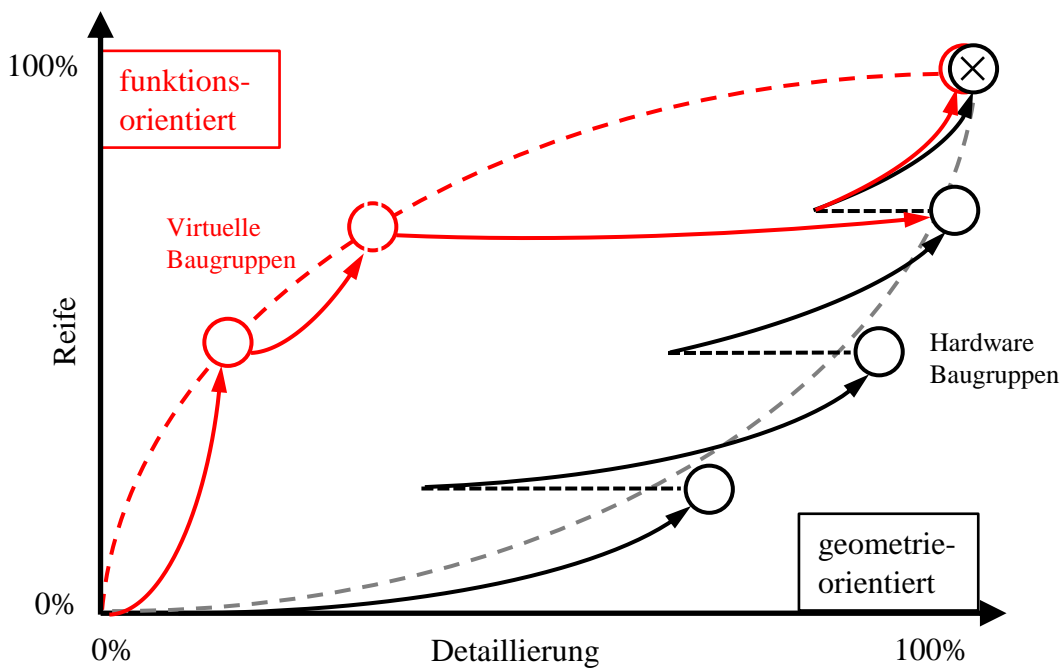 100%
funktions-
orientiert
Virtuelle
Baugruppen
Reife
Hardware
Baugruppen
geometrie-
orientiert
0%
0%
Detaillierung
100%